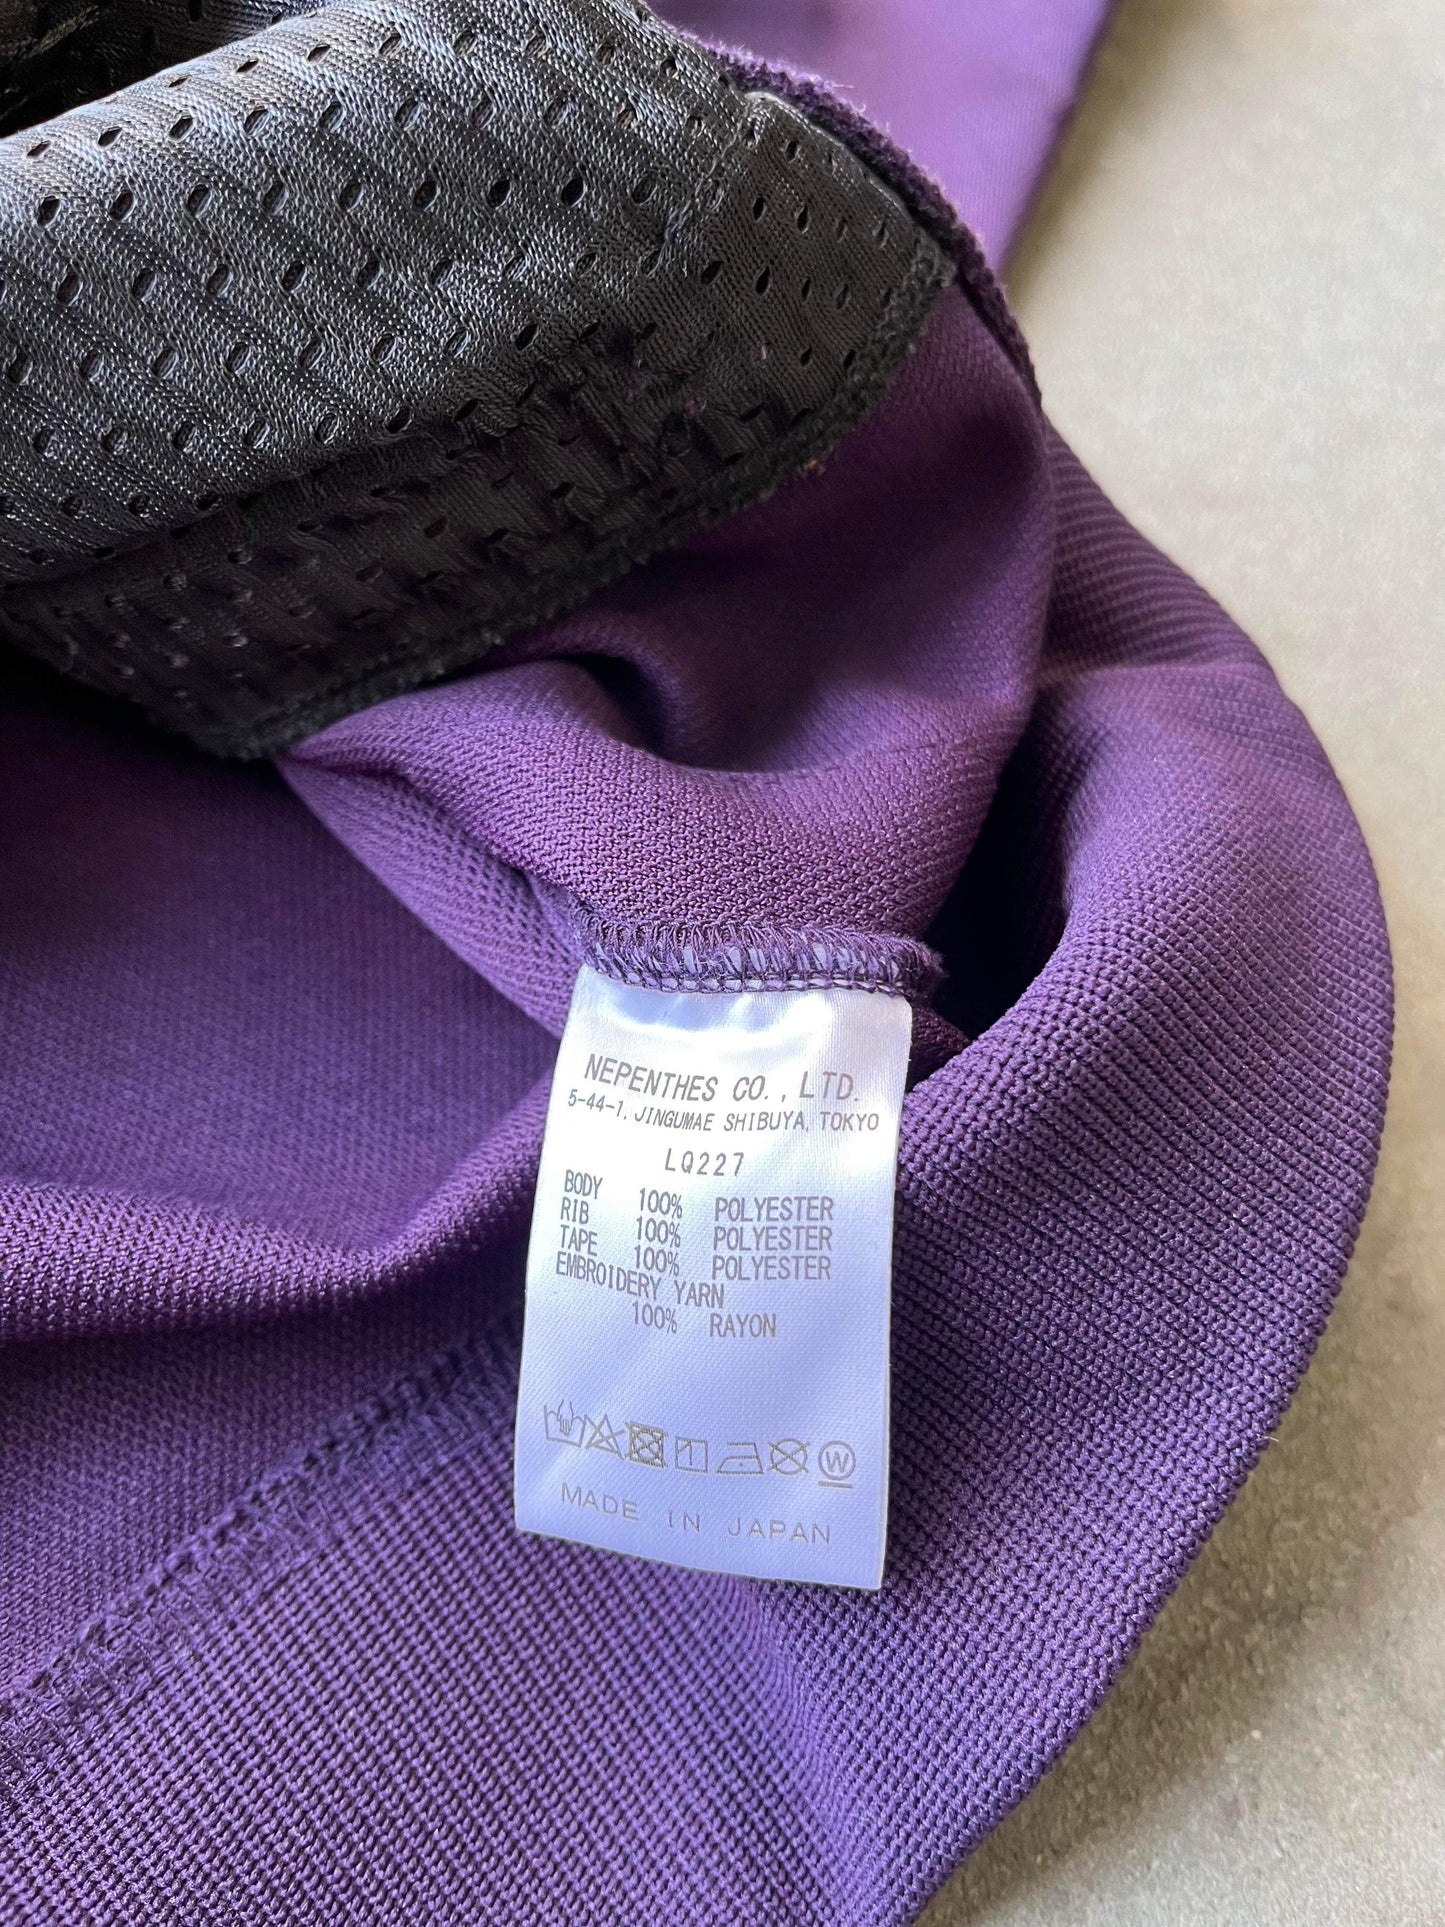 NEPENTHES CO., LTD.
5-44-1, JINGUMAE SHIBUYA, TOKYO
LQ227
BODY 100% POLYESTER
RIB 100% POLYESTER
TAPE 100% POLYESTER
EMBROIDERY YARN
100% RAYON
1 W
MADE IN JAPAN